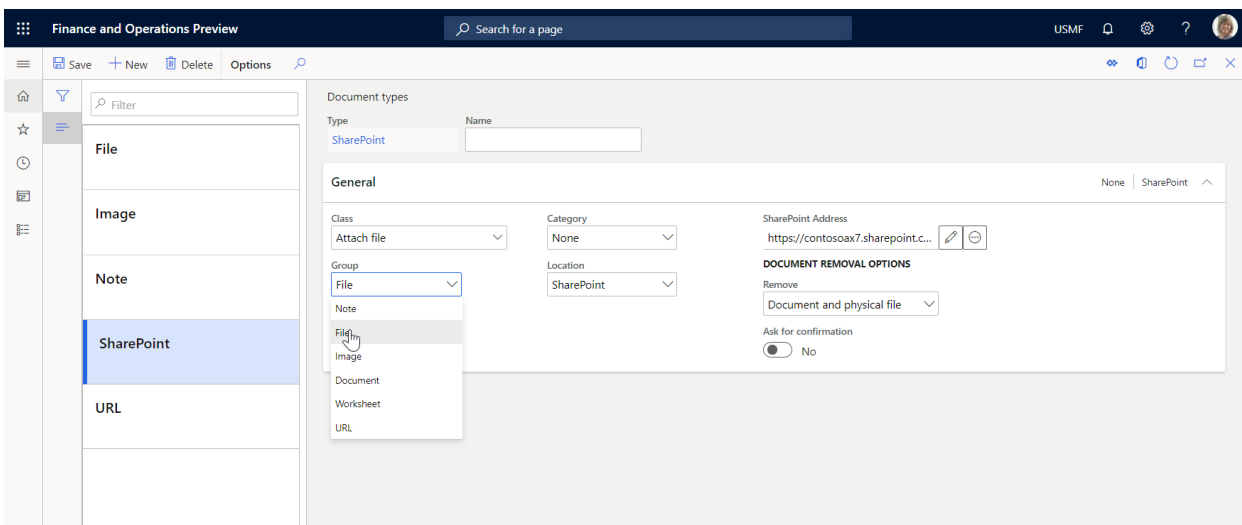 Finance and Operations Preview
Search for a page
USMF
Save
New
Delete
Options
Filter
File
Image
Note
SharePoint
URL
Document types
Type
Name
SharePoint
General
None
SharePoint
Class
Category
SharePoint Address
Attach file
None
https://contosoax7.sharepoint.c...
Group
Location
DOCUMENT REMOVAL OPTIONS
File
SharePoint
Remove
Document and physical file
Note
File
Ask for confirmation
No
Image
Document
Worksheet
URL